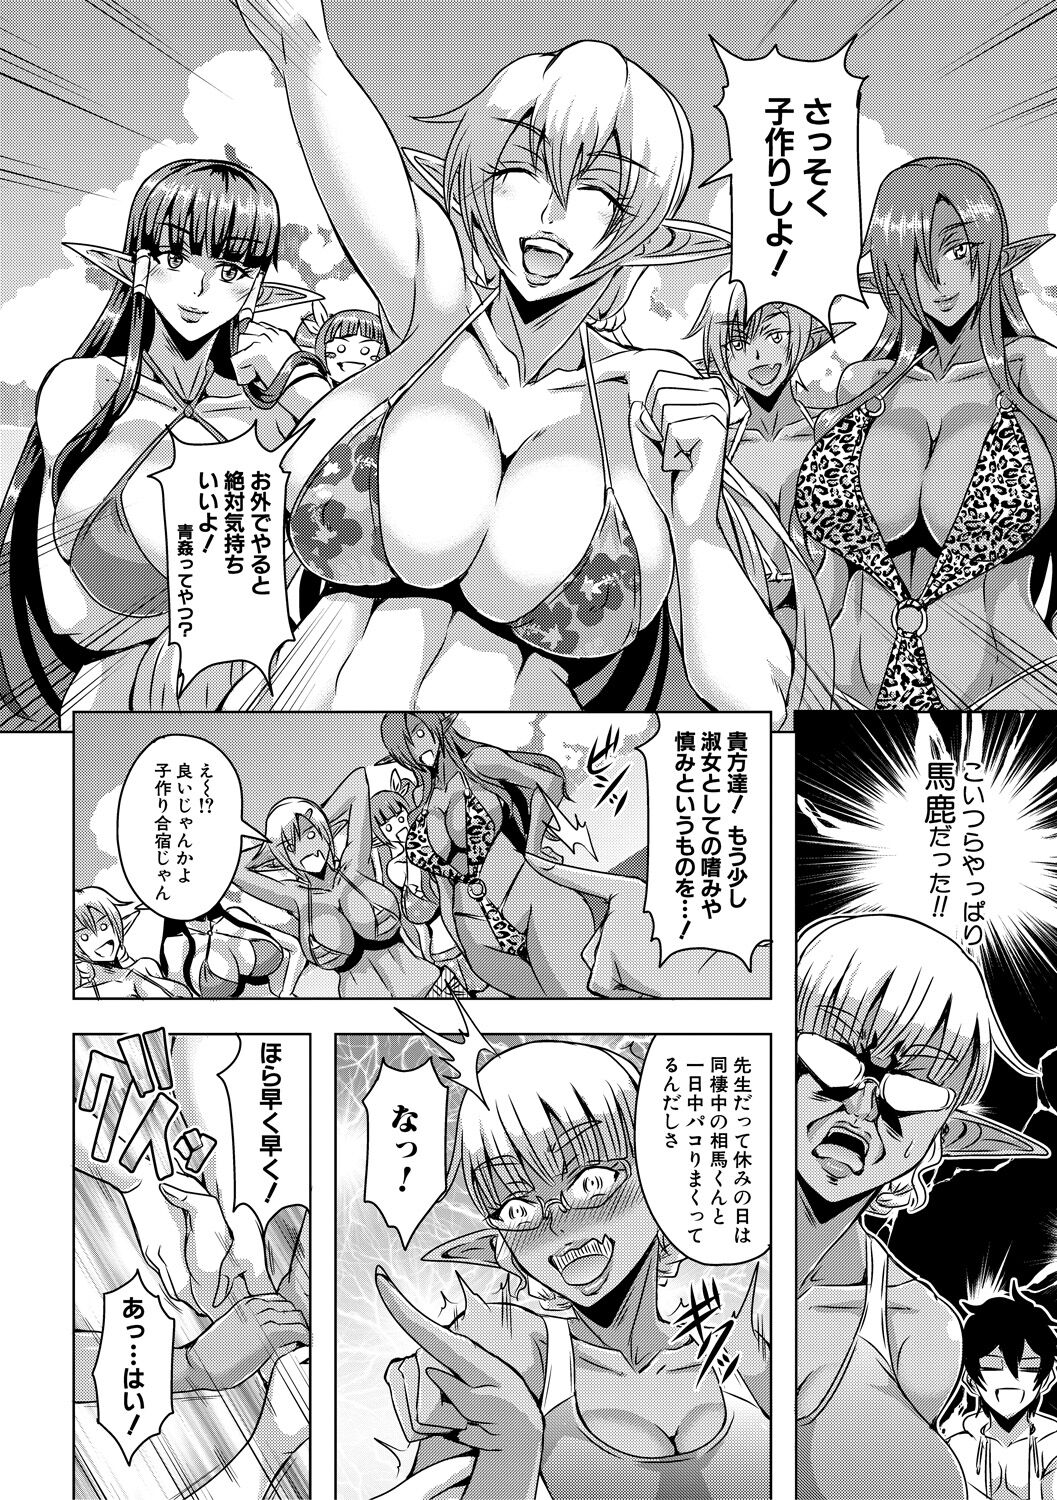 さっそく
子作りしよ！
お外でやると
絶対気持ち
いいよ！
青姦ってやつ？
こいつらやっぱり
馬鹿だった！！
貴方達！もう少し
淑女としての嗜みや
慎みというものを…！
ビシッ
え〜！？
良いじゃんかよ
子作り合宿じゃん
先生だって休みの日は
同棲中の相馬くんと
一日中パコりまくって
るんだしさ
なっ！
ほら早く早く！
グイグイ
あっ…はい！